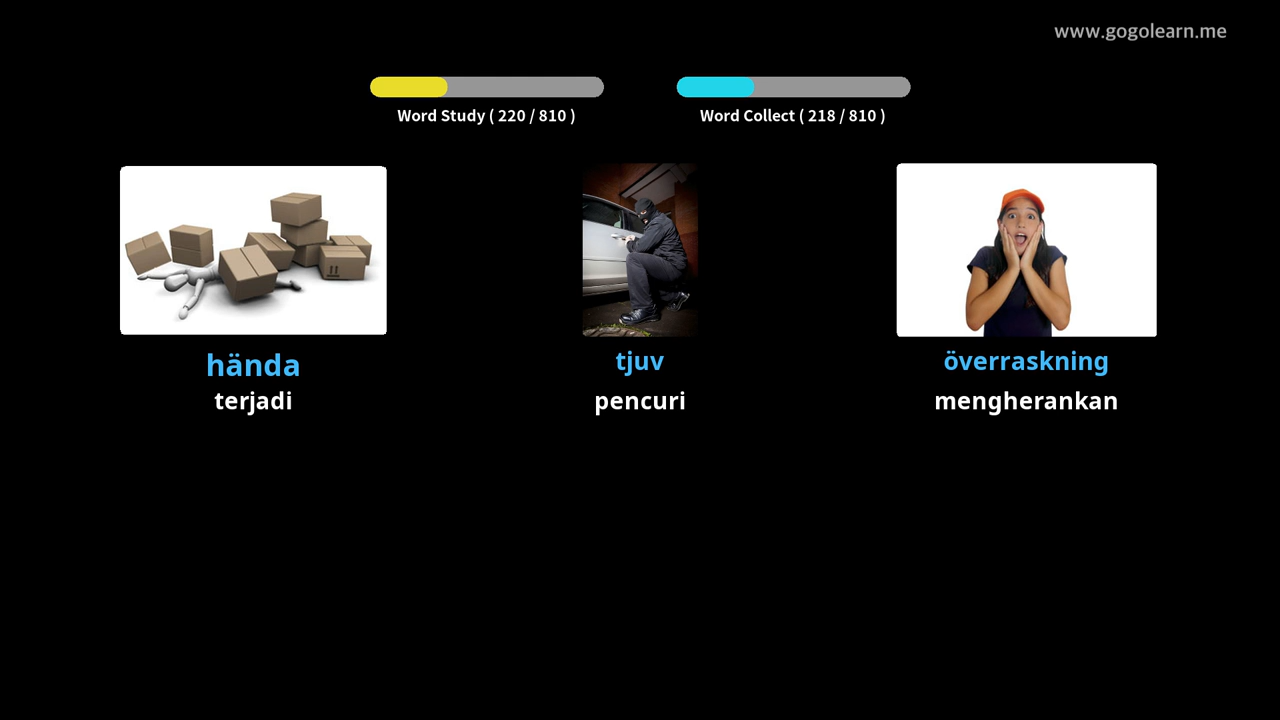 www.gogolearn.me
Word Study ( 220 / 810 )
Word Collect ( 218 / 810 )
hända
tjuv
överraskning
terjadi
pencuri
mengherankan